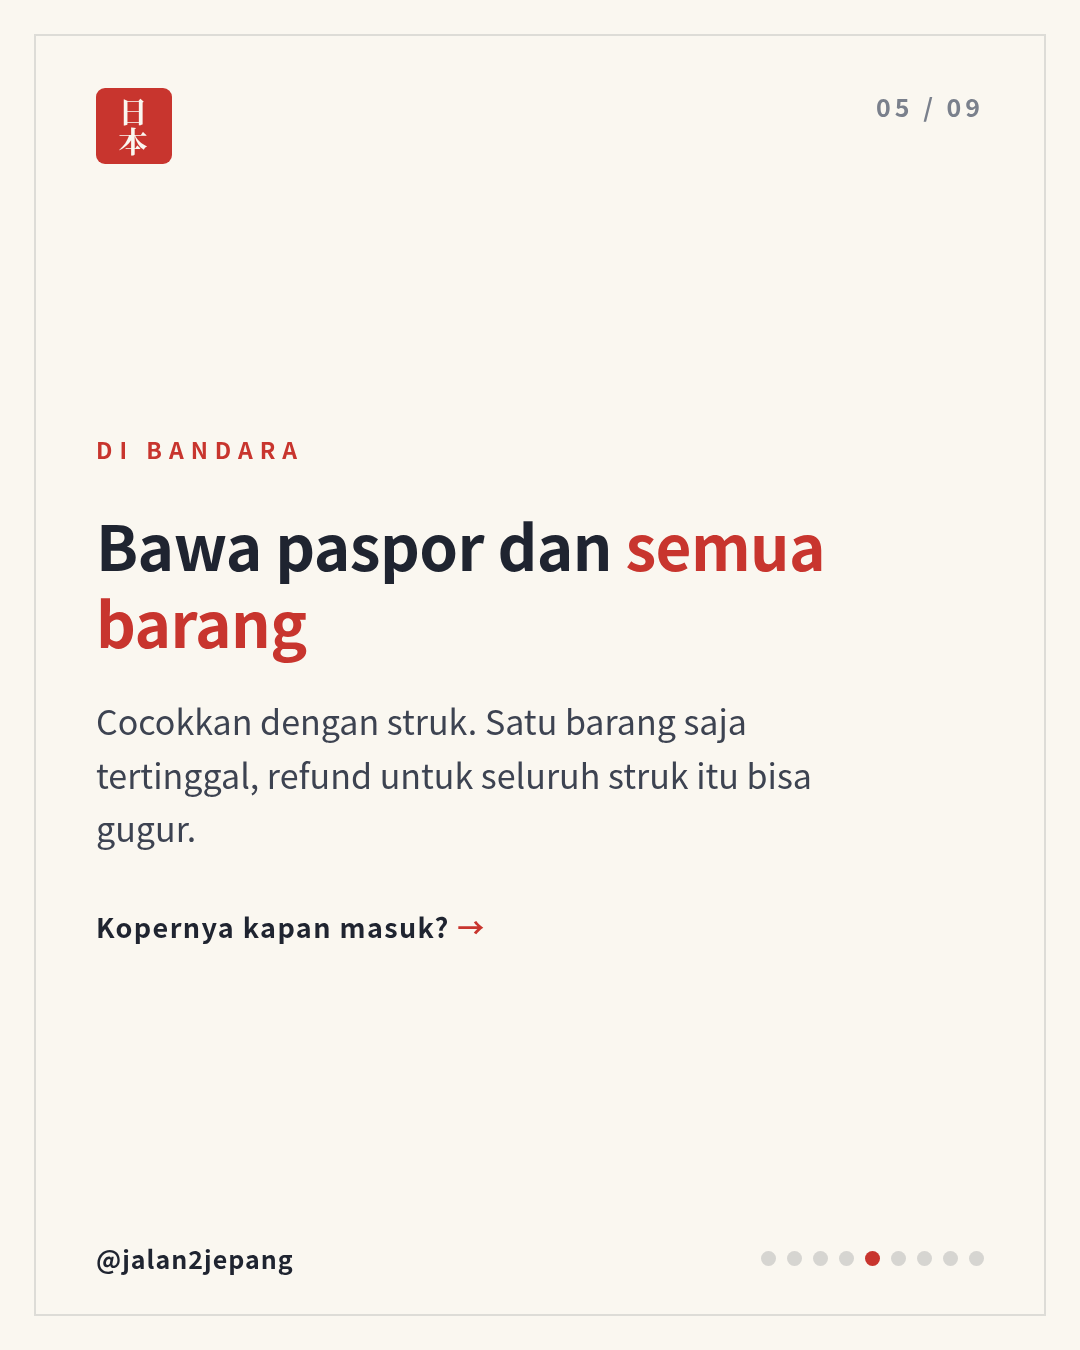 日
本
05 / 09
DI BANDARA
Bawa paspor dan semua
barang
Cocokkan dengan struk. Satu barang saja
tertinggal, refund untuk seluruh struk itu bisa
gugur.
Kopernya kapan masuk? →
@jalan2jepang